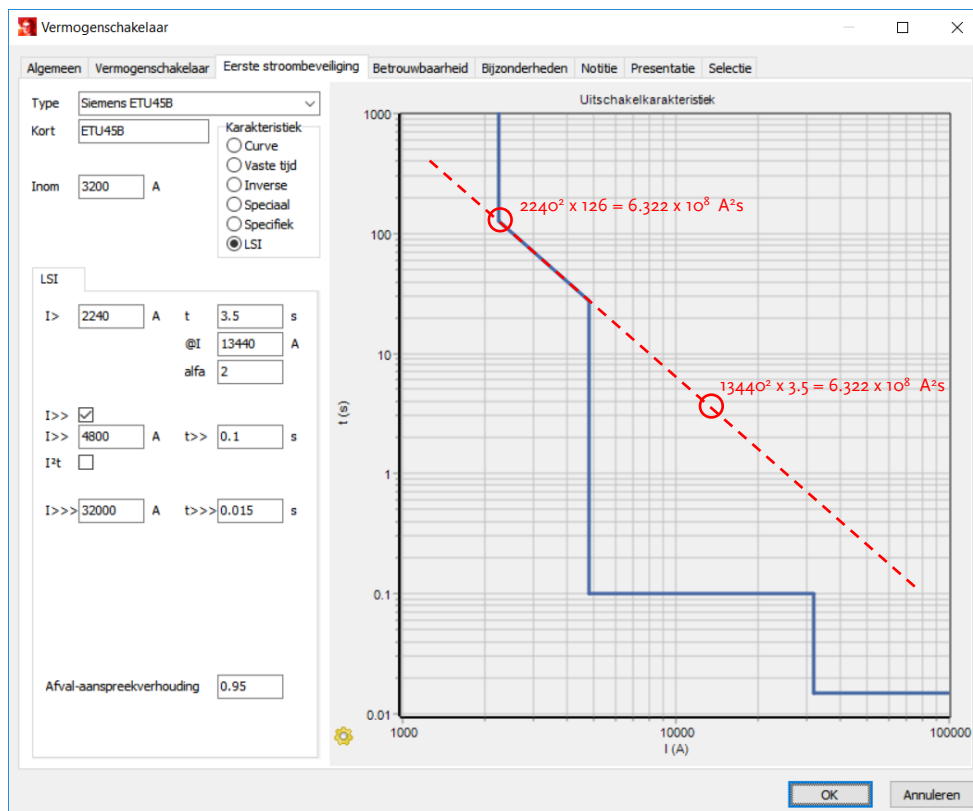 Vermogenschakelaar
Algemeen Vermogenschakelaar Eerste stroombeveiliging Betrouwbaarheid Bijzonderheden Notitie Presentatie Selectie
Type Siemens ETU45B
Kort ETU45B
Karakteristiek
Curve
Vaste tijd
Inom 3200 A
Inverse
Speciaal
Specifiek
LSI
LSI
I> 2240 A t 3.5 s
@I 13440 A
alfa 2
I>>
I>> 4800 A t>> 0.1 s
I²t
I>>> 32000 A t>>> 0.015 s
Afval-aanspreekverhouding 0.95
Uitschakelkarakteristiek
1000
2240² x 126 = 6.322 x 10⁸ A²s
100
10
13440² x 3.5 = 6.322 x 10⁸ A²s
t (s)
1
0.1
0.01
1000 10000 100000
I (A)
OK Annuleren